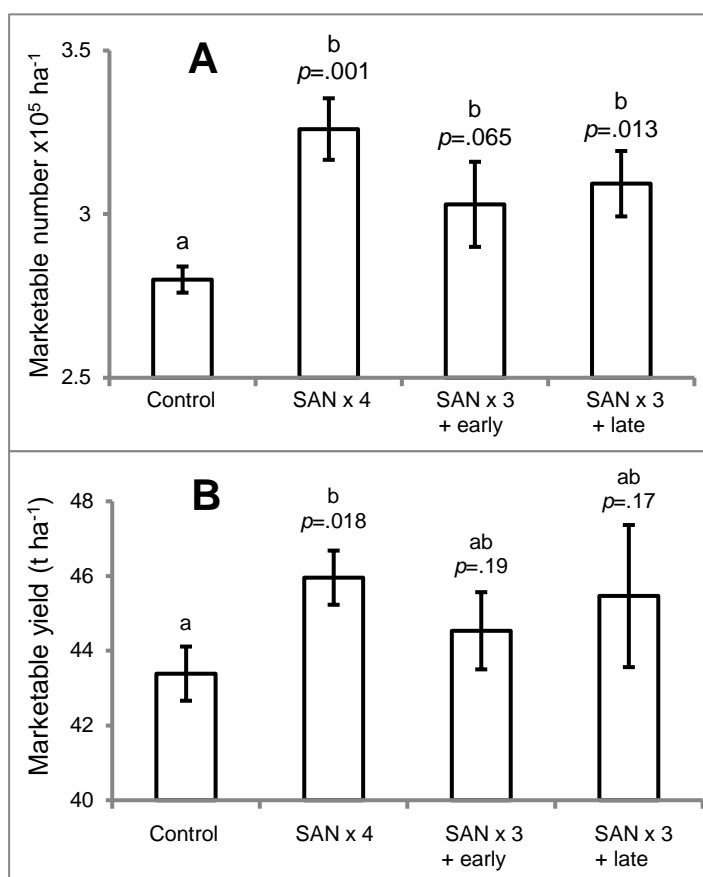 A
Marketable number x10⁵ ha⁻¹
3.5
3
2.5
a
b
p=.001
b
p=.065
b
p=.013
Control
SAN x 4
SAN x 3
+ early
SAN x 3
+ late
B
Marketable yield (t ha⁻¹)
48
46
44
42
40
a
b
p=.018
ab
p=.19
ab
p=.17
Control
SAN x 4
SAN x 3
+ early
SAN x 3
+ late